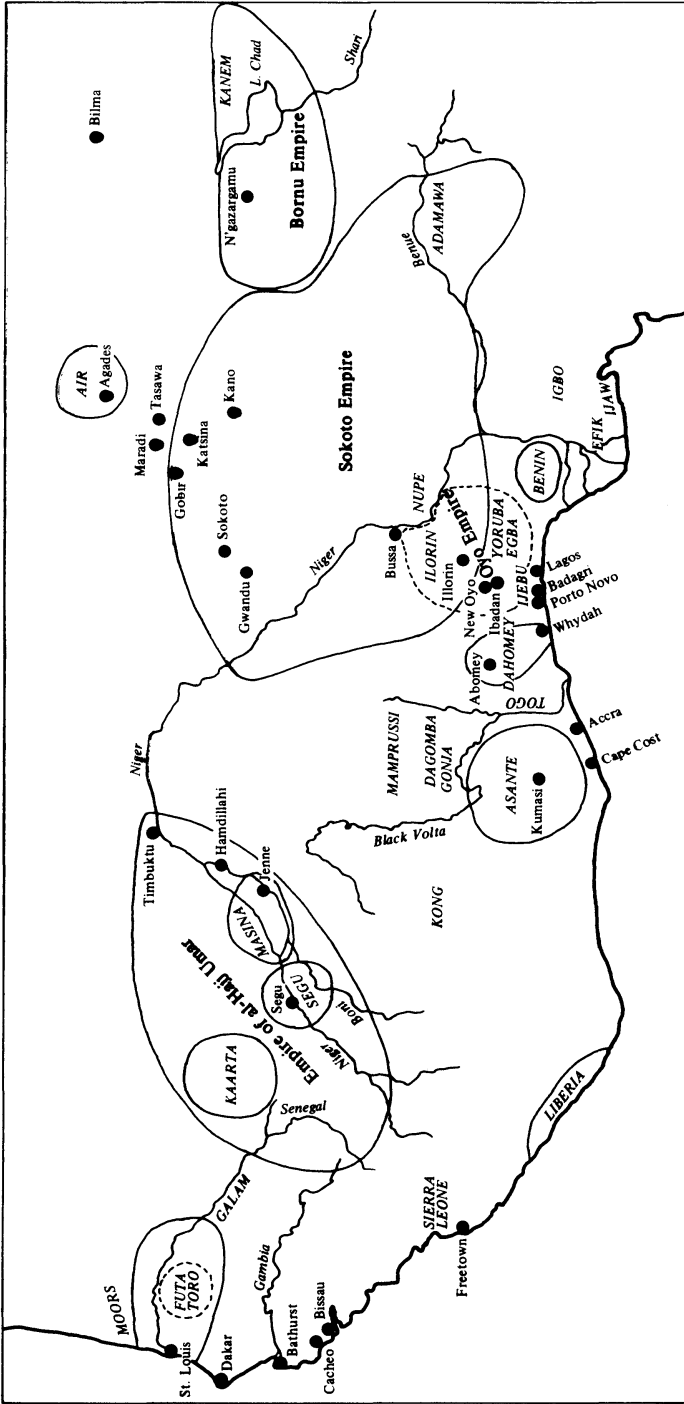 Bilma
KANEM
L. Chad
Shari
N'gazargamu
Bornu Empire
AIR
Agades
Tasawa
Maradi
Gobir
Katsina
Kano
Sokoto
Gwandu
Sokoto Empire
Benue
ADAMAWA
Niger
Bussa
NUPE
ILORIN
Illorin
Oyo Empire
New Oyo
YORUBA
EGBA
Ibadan
IJEBU
BENIN
IGBO
EFIK
IJAW
Lagos
Badagri
Porto Novo
Whydah
Abomey
DAHOMEY
TOGO
MAMPRUSSI
DAGOMBA
GONJA
Black Volta
ASANTE
Kumasi
Accra
Cape Cost
KONG
Niger
Timbuktu
Hamdillahi
Jenne
MASINA
Empire of al-Hajj Umar
Segu
SEGU
Boni
Niger
KAARTA
Senegal
GALAM
MOORS
FUTA
TORO
St. Louis
Dakar
Gambia
Bathurst
Bissau
Cacheo
SIERRA
LEONE
Freetown
LIBERIA